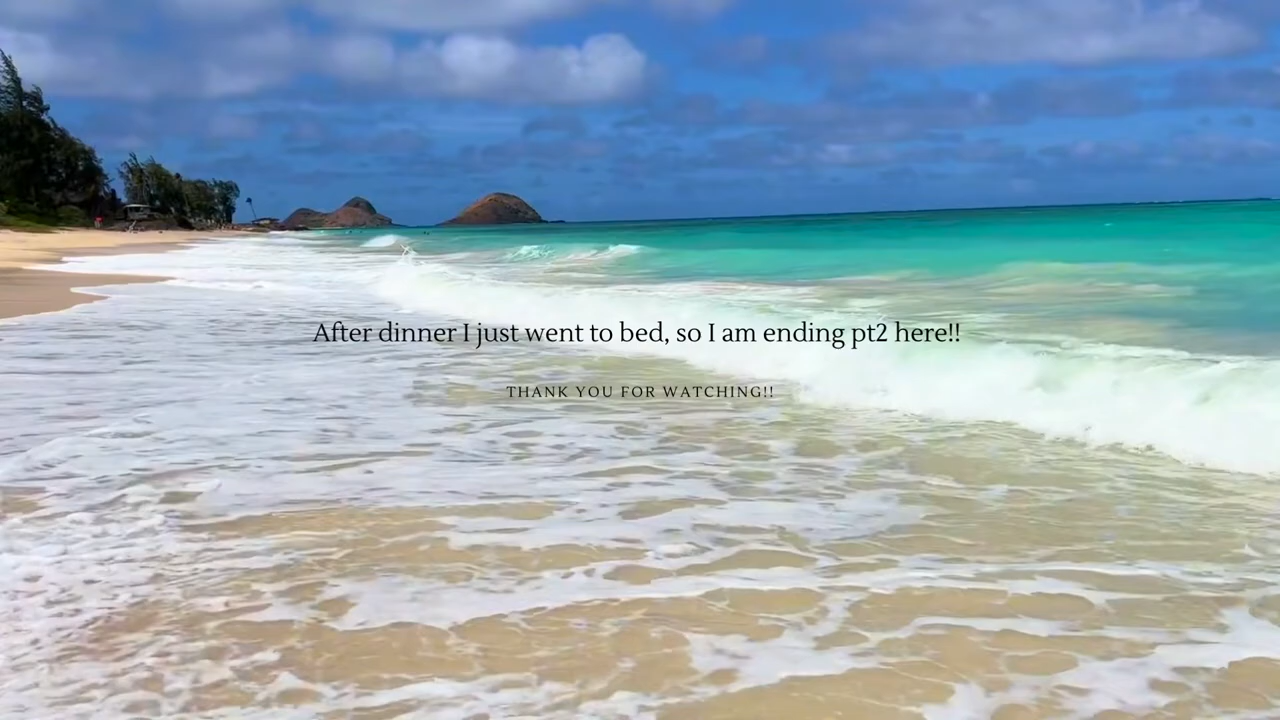 After dinner I just went to bed, so I am ending pt2 here!!
THANK YOU FOR WATCHING!!